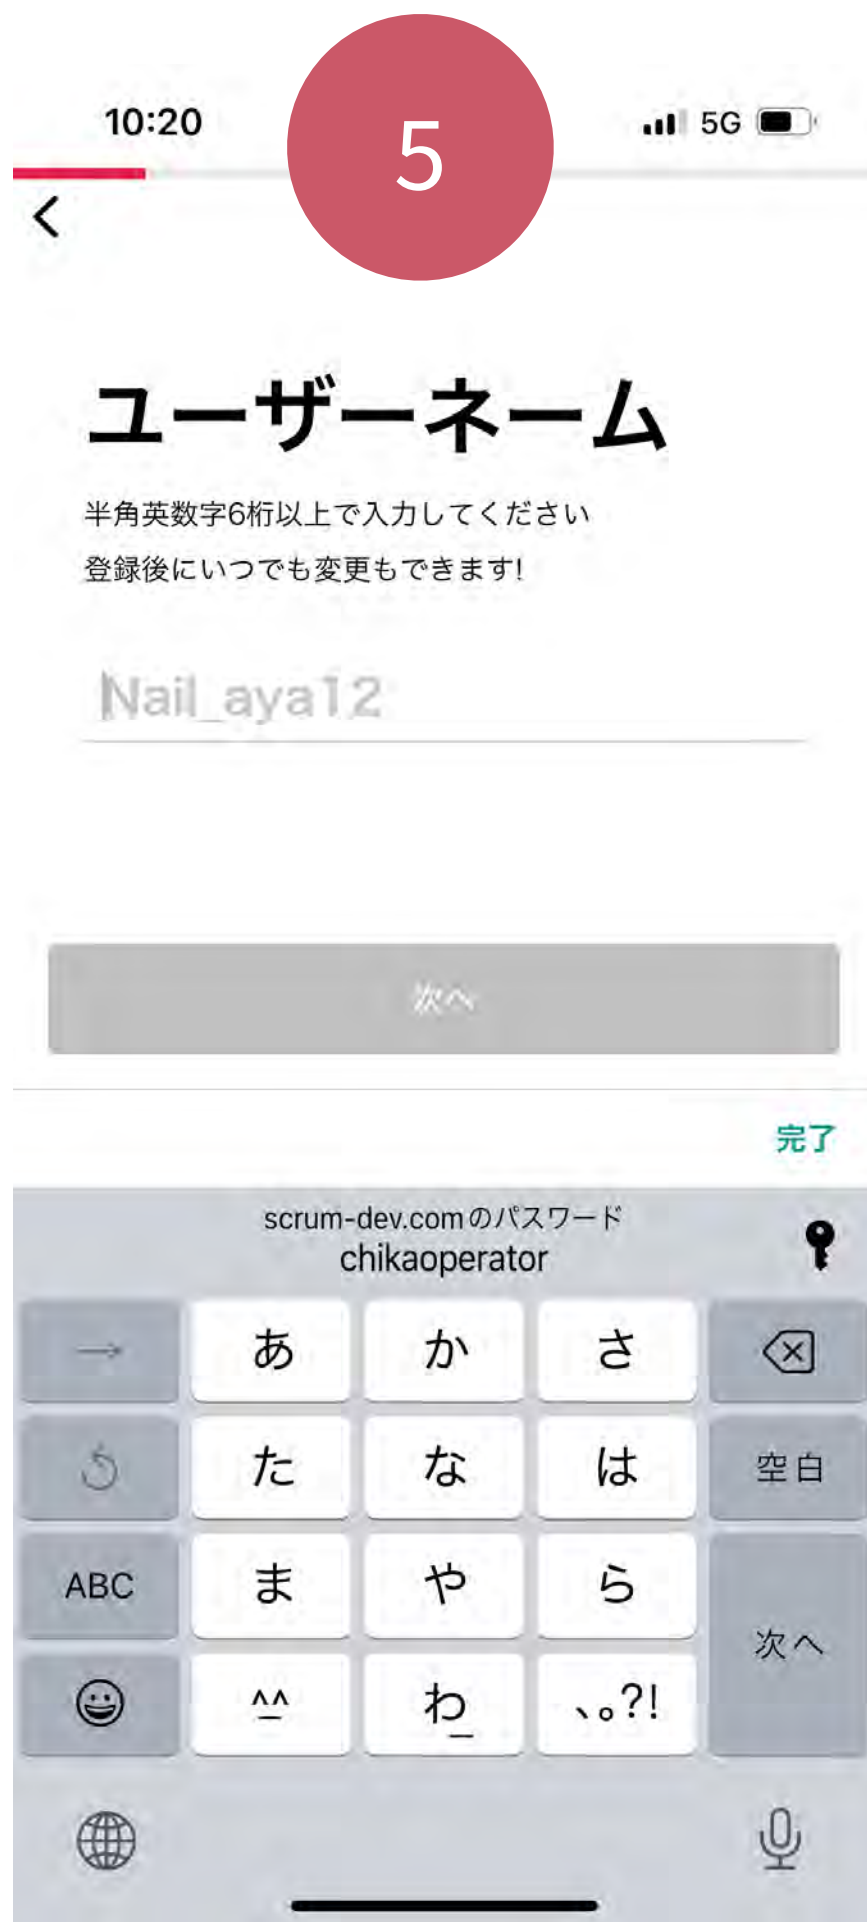 10:20
5
5G
ユーザーネーム
半角英数字6桁以上で入力してください
登録後にいつでも変更もできます!
Nail_aya12
次へ
完了
scrum-dev.comのパスワード
chikaoperator
→ あ か さ
た な は 空白
ABC ま や ら
次へ
^^ わ 、。?!